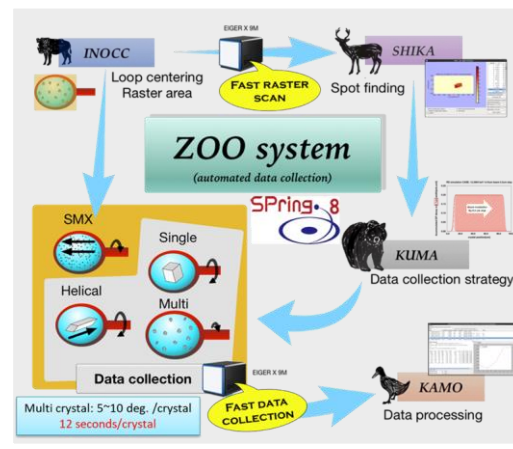 EIGER X 9M
INOCC
SHIKA
Loop centering
Raster area
FAST RASTER
SCAN
Spot finding
ZOO system
(automated data collection)
SPring-8
SMX
Single
Helical
Multi
KUMA
Data collection strategy
Data collection
EIGER X 9M
Multi crystal: 5~10 deg. /crystal
12 seconds/crystal
FAST DATA
COLLECTION
KAMO
Data processing